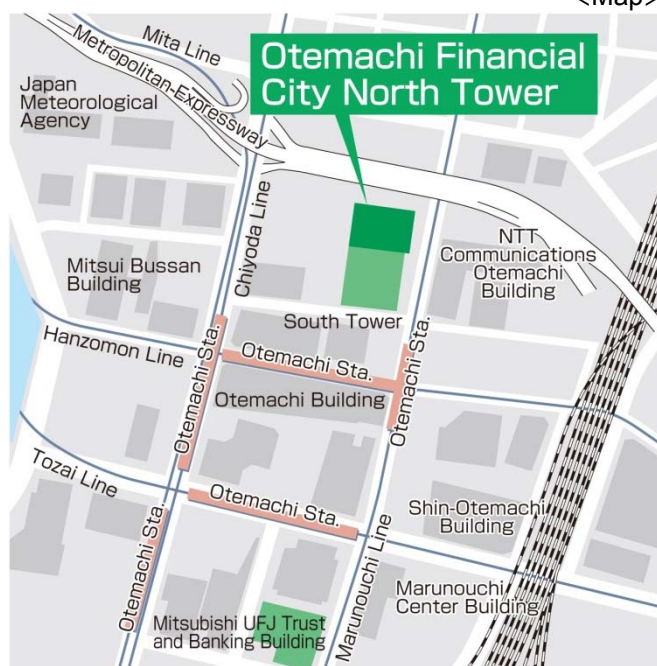 <Map>
Mita Line
Metropolitan-Expressway
Otemachi Financial
City North Tower
Japan
Meteorological
Agency
Chiyoda Line
NTT
Communications
Otemachi
Building
Mitsui Bussan
Building
South Tower
Hanzomon Line
Otemachi Sta.
Otemachi Sta.
Otemachi Sta.
Otemachi Building
Tozai Line
Otemachi Sta.
Shin-Otemachi
Building
Otemachi Sta.
Marunouchi Line
Marunouchi
Center Building
Mitsubishi UFJ Trust
and Banking Building